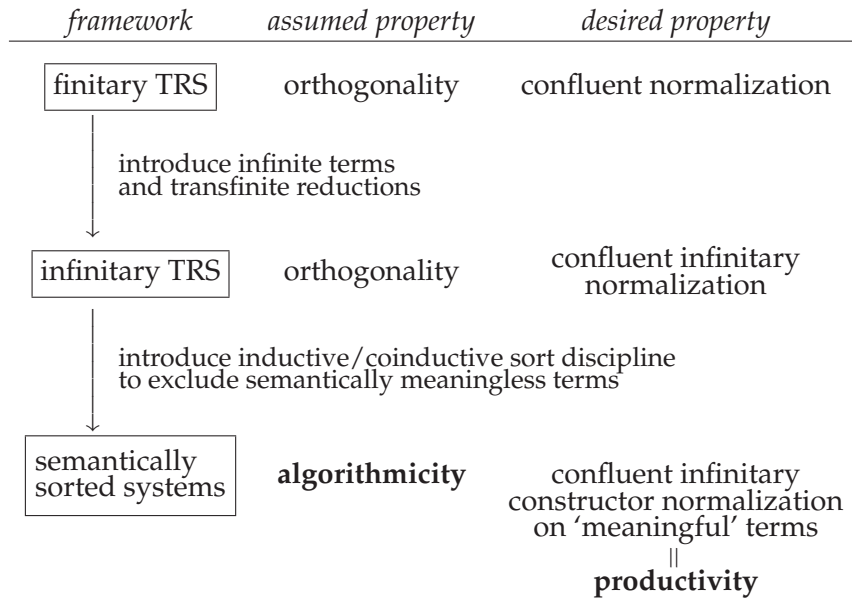 framework assumed property desired property
finitary TRS orthogonality confluent normalization
introduce infinite terms
and transfinite reductions
infinitary TRS orthogonality confluent infinitary
normalization
introduce inductive/coinductive sort discipline
to exclude semantically meaningless terms
semantically
sorted systems
algorithmicity
confluent infinitary
constructor normalization
on ‘meaningful’ terms
=
productivity